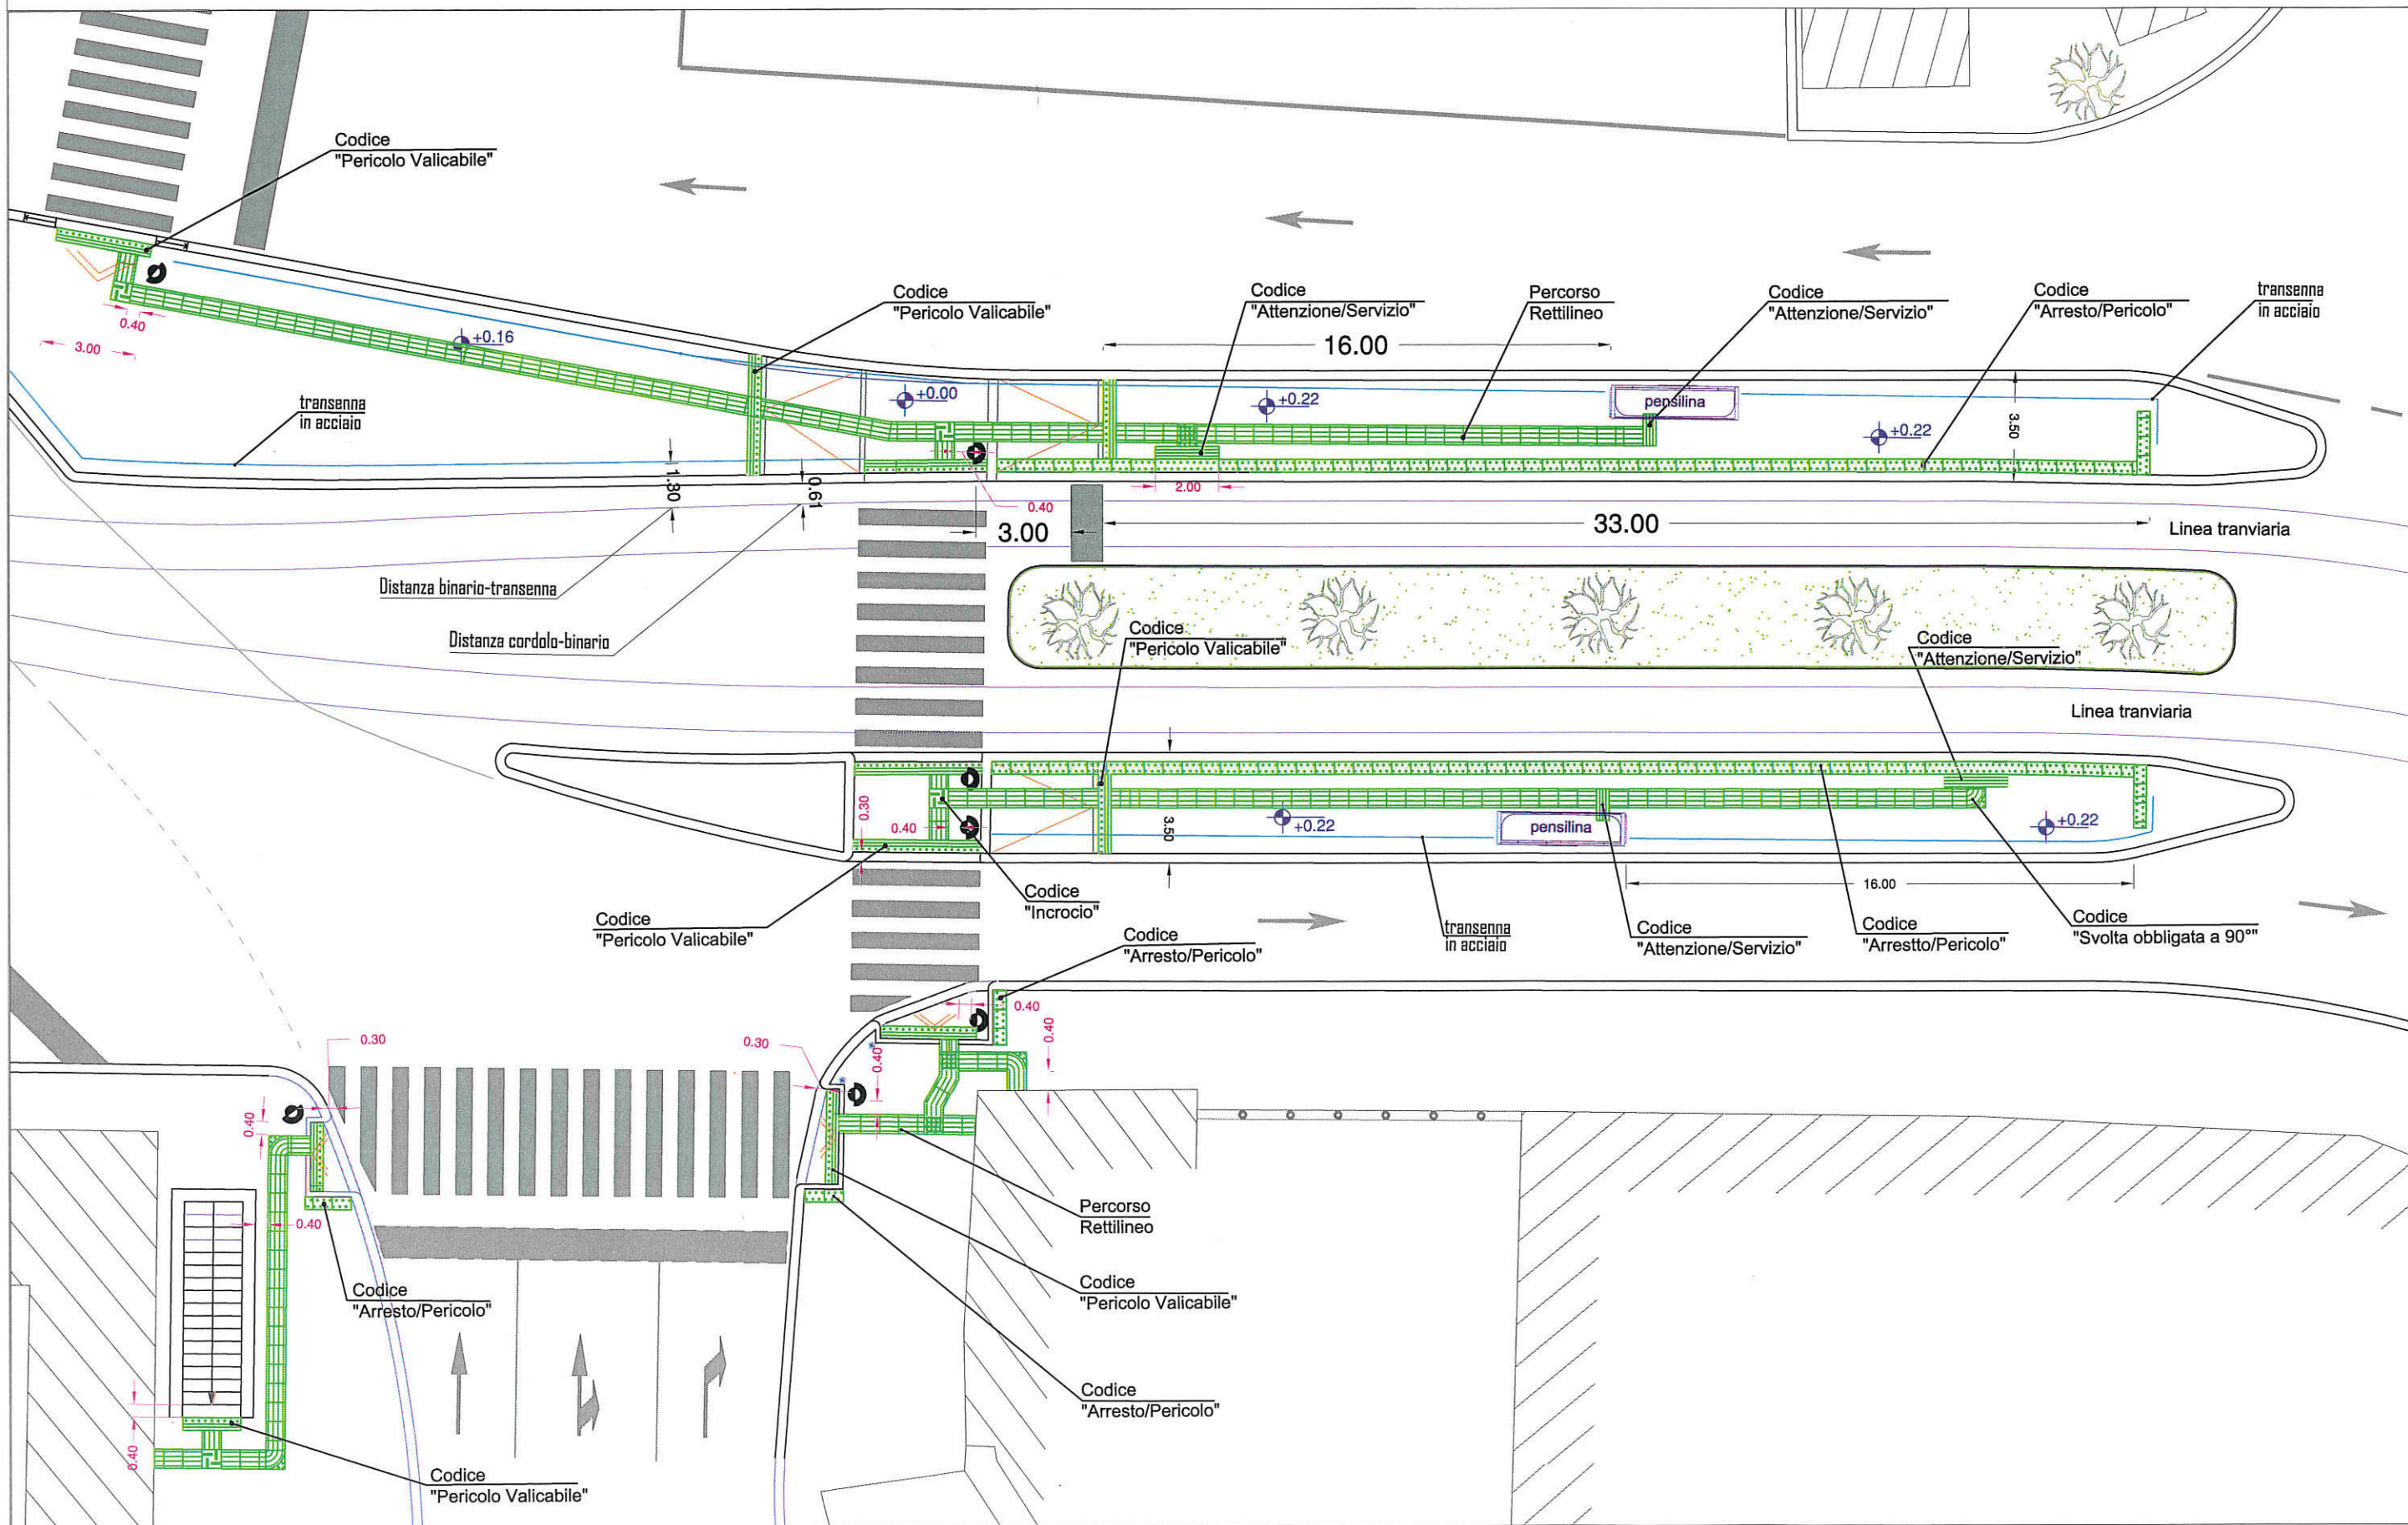 Codice
"Pericolo Valicabile"
0.40
3.00
+0.16
transenna
in acciaio
Codice
"Pericolo Valicabile"
Codice
"Attenzione/Servizio"
Percorso
Rettilineo
Codice
"Attenzione/Servizio"
Codice
"Arresto/Pericolo"
transenna
in acciaio
16.00
+0.00
+0.22
pensilina
+0.22
3.50
1.30
0.61
2.00
0.40
3.00
33.00
Linea tranviaria
Distanza binario-transenna
Distanza cordolo-binario
Codice
"Pericolo Valicabile"
Codice
"Attenzione/Servizio"
Linea tranviaria
0.30
0.40
3.50
+0.22
pensilina
+0.22
16.00
Codice
"Pericolo Valicabile"
Codice
"Incrocio"
Codice
"Arresto/Pericolo"
transenna
in acciaio
Codice
"Attenzione/Servizio"
Codice
"Arrestto/Pericolo"
Codice
"Svolta obbligata a 90°"
0.40
0.40
0.30
0.30
0.40
0.40
0.40
Percorso
Rettilineo
Codice
"Pericolo Valicabile"
Codice
"Arresto/Pericolo"
Codice
"Arresto/Pericolo"
0.40
Codice
"Pericolo Valicabile"